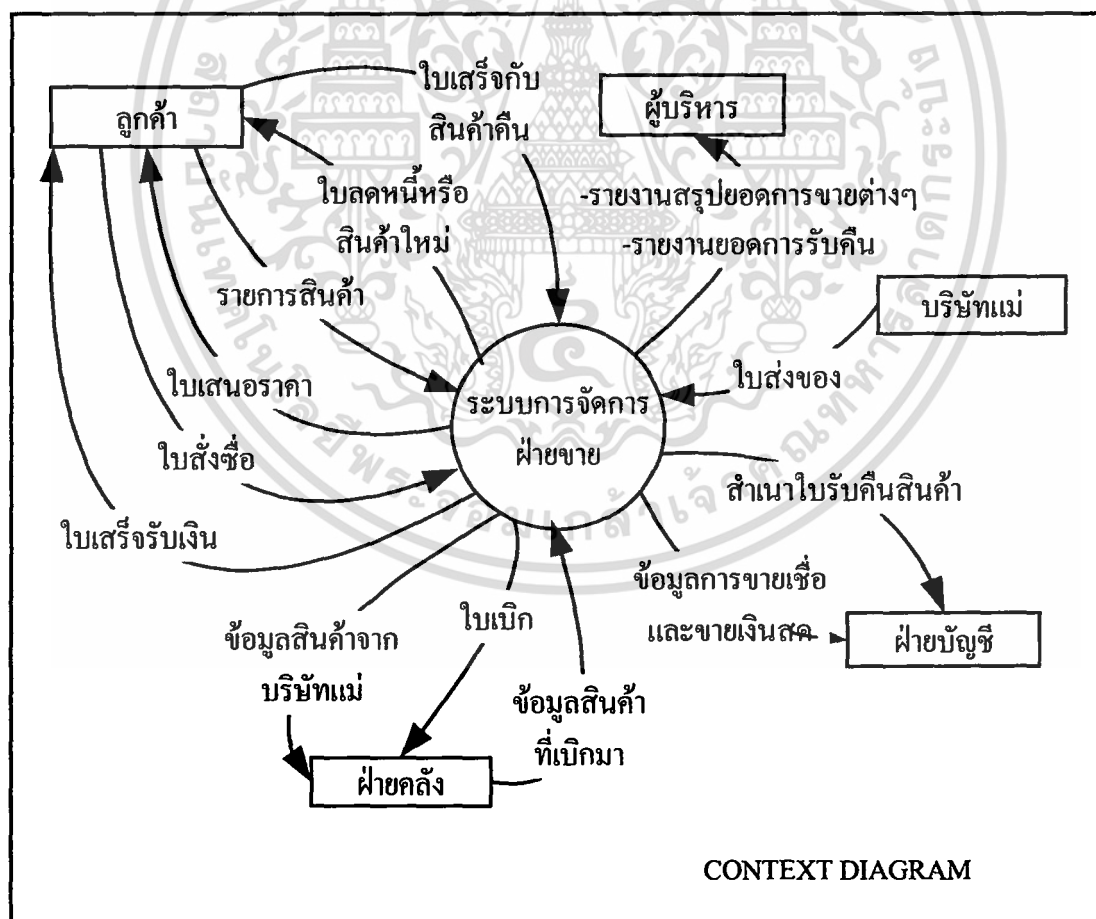 ใบเสร็จกับ
สินค้าคืน
ลูกค้า
ผู้บริหาร
ใบลดหนี้หรือ
สินค้าใหม่
-รายงานสรุปยอดการขายต่างๆ
-รายงานยอดการรับคืน
รายการสินค้า
บริษัทแม่
ใบเสนอราคา
ใบส่งของ
ระบบการจัดการ
ฝ่ายขาย
ใบสั่งซื้อ
สำเนาใบรับคืนสินค้า
ใบเสร็จรับเงิน
ข้อมูลการขายเชื่อ
และขายเงินสด
ฝ่ายบัญชี
ข้อมูลสินค้าจาก
บริษัทแม่
ใบเบิก
ข้อมูลสินค้า
ที่เบิกมา
ฝ่ายคลัง
CONTEXT DIAGRAM